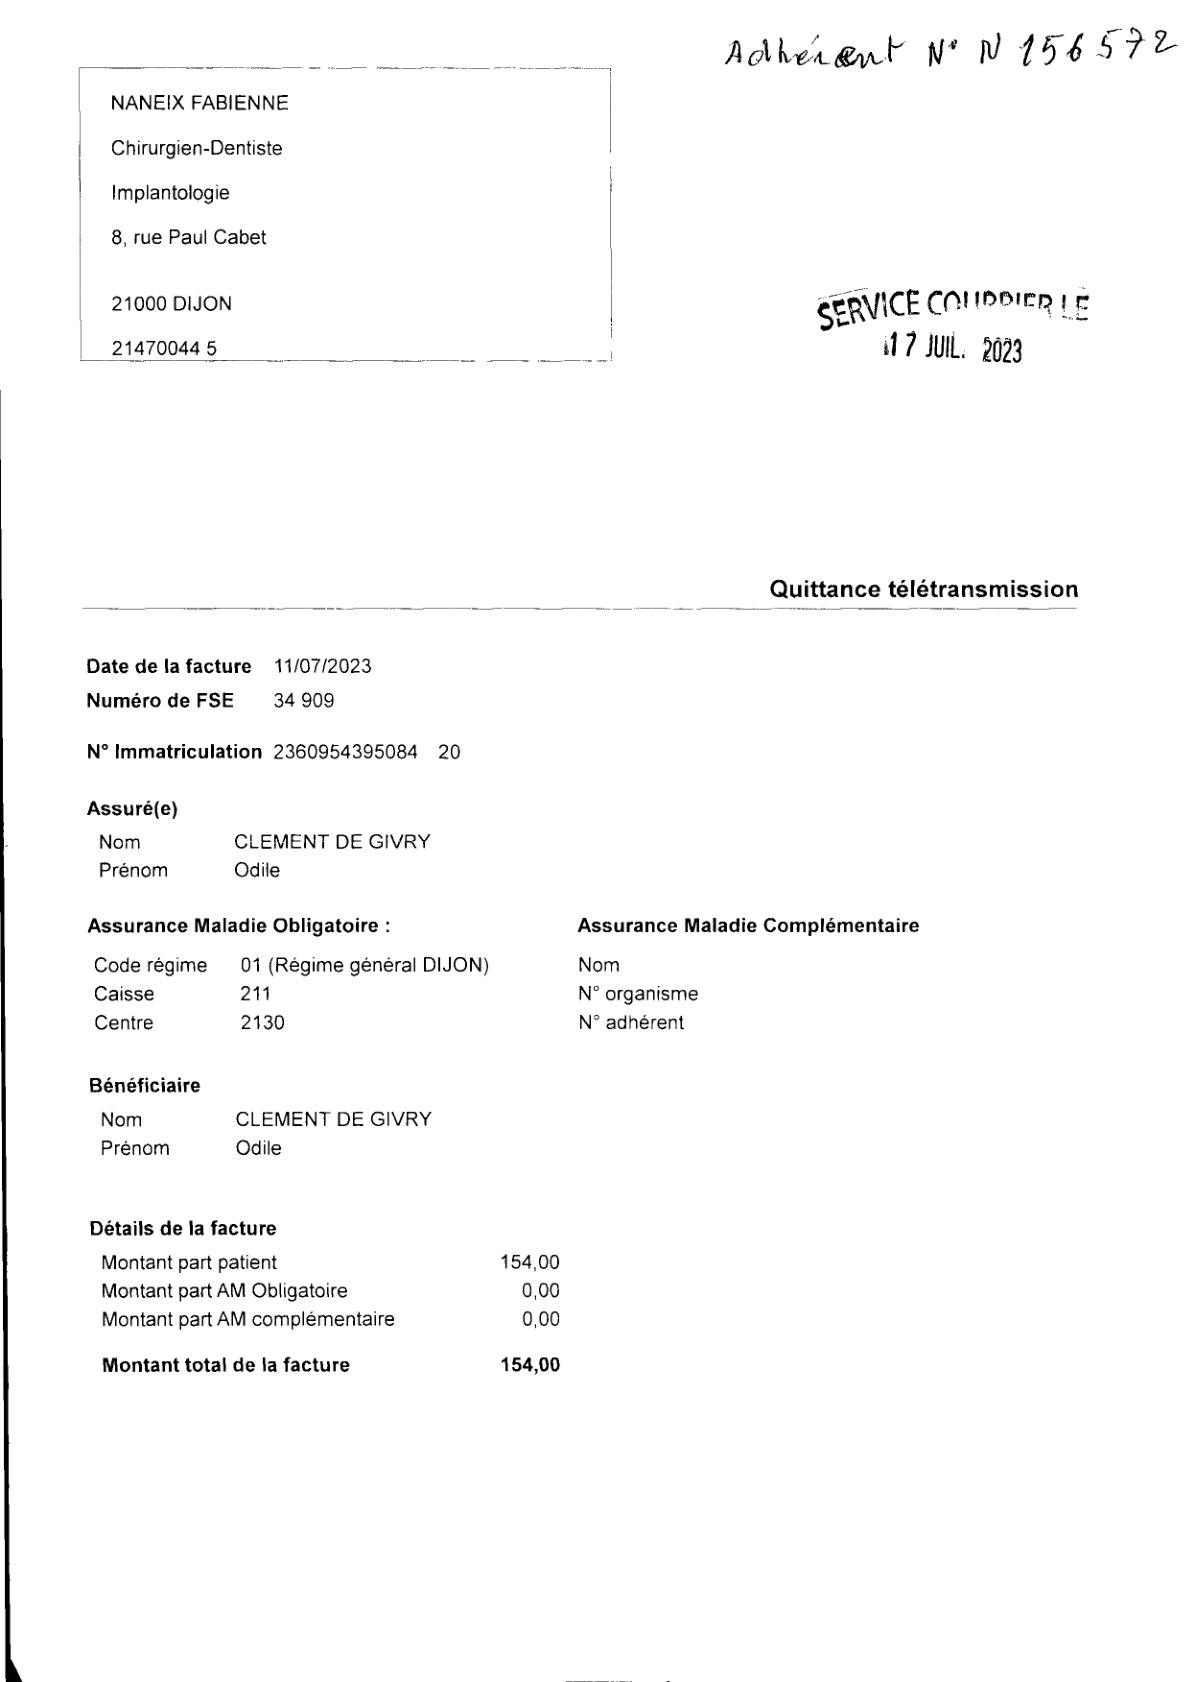 Adhérent N° N 156572
NANEIX FABIENNE
Chirurgien-Dentiste
Implantologie
8, rue Paul Cabet
21000 DIJON
21470044 5
SERVICE COURRIER LE
17 JUIL. 2023
Quittance télétransmission
Date de la facture 11/07/2023
Numéro de FSE 34 909
N° Immatriculation 2360954395084 20
Assuré(e)
Nom CLEMENT DE GIVRY
Prénom Odile
Assurance Maladie Obligatoire : Assurance Maladie Complémentaire
Code régime 01 (Régime général DIJON) Nom
Caisse 211 N° organisme
Centre 2130 N° adhérent
Bénéficiaire
Nom CLEMENT DE GIVRY
Prénom Odile
Détails de la facture
Montant part patient 154,00
Montant part AM Obligatoire 0,00
Montant part AM complémentaire 0,00
Montant total de la facture 154,00